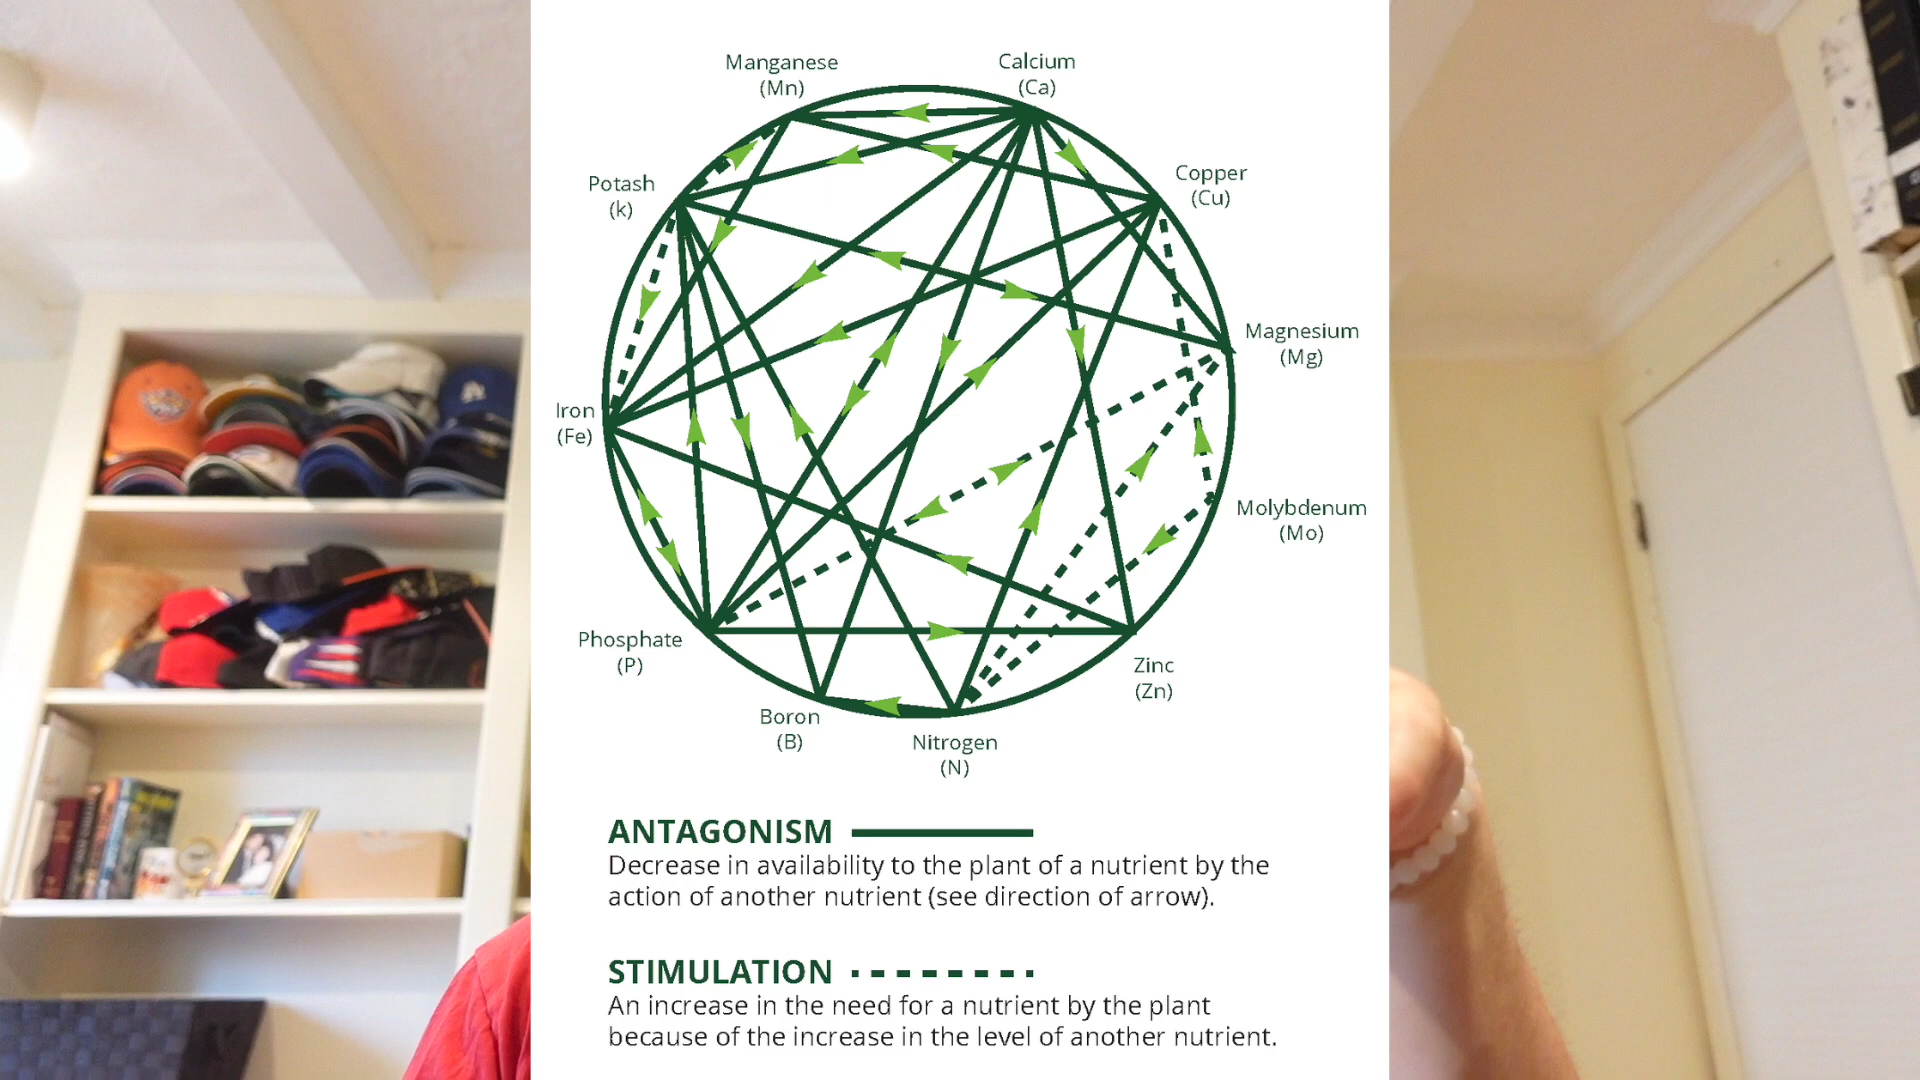 Manganese
(Mn)
Calcium
(Ca)
Copper
(Cu)
Potash
(k)
Magnesium
(Mg)
Iron
(Fe)
Molybdenum
(Mo)
Phosphate
(P)
Zinc
(Zn)
Boron
(B)
Nitrogen
(N)
ANTAGONISM
Decrease in availability to the plant of a nutrient by the
action of another nutrient (see direction of arrow).
STIMULATION
An increase in the need for a nutrient by the plant
because of the increase in the level of another nutrient.